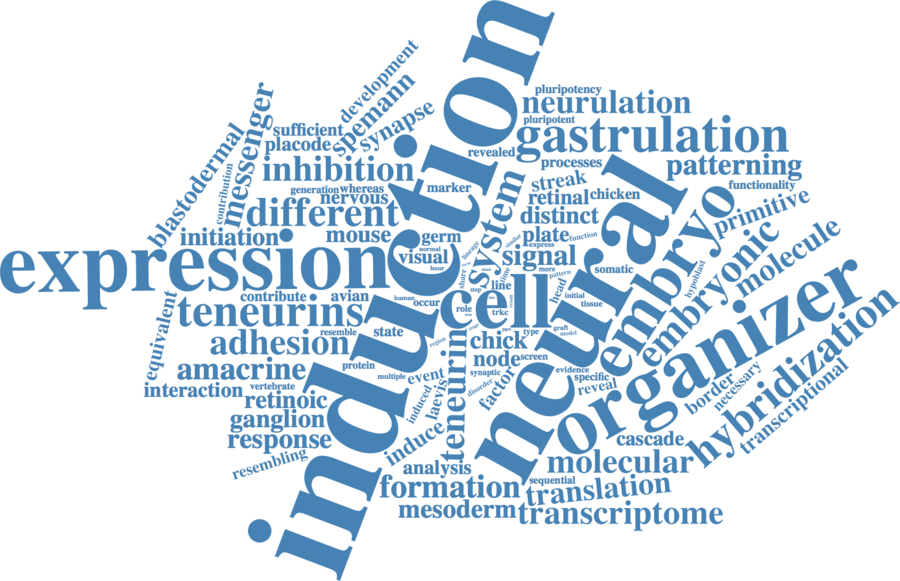 induction
neural
expression
organizer
cell
embryo
gastrulation
hybridization
embryonic
system
different
teneurins
neurulation
inhibition
patterning
primitive
molecule
molecular
translation
transcriptome
formation
mesoderm
transcriptional
messenger
blastodermal
spemann
synapse
development
sufficient
placode
contribution
generation
whereas
nervous
marker
revealed
pluripotency
pluripotent
processes
streak
retinal
chicken
distinct
plate
function
express
similar
functionality
initiation
mouse
germ
normal
visual
hour
lineage
signal
more
pattern
somatic
hypoblast
contribute
avian
human
occur
role
trkc
line
stop
share
head
initial
tissue
result
equivalent
adhesion
resemble
state
region
type
graft
model
chick
node
screen
amacrine
protein
multiple
event
synaptic
disorder
evidence
specific
reveal
factor
interaction
vertebrate
retinoic
induced
laevis
teneurin
border
necessary
ganglion
response
induce
resembling
analysis
cascade
sequential